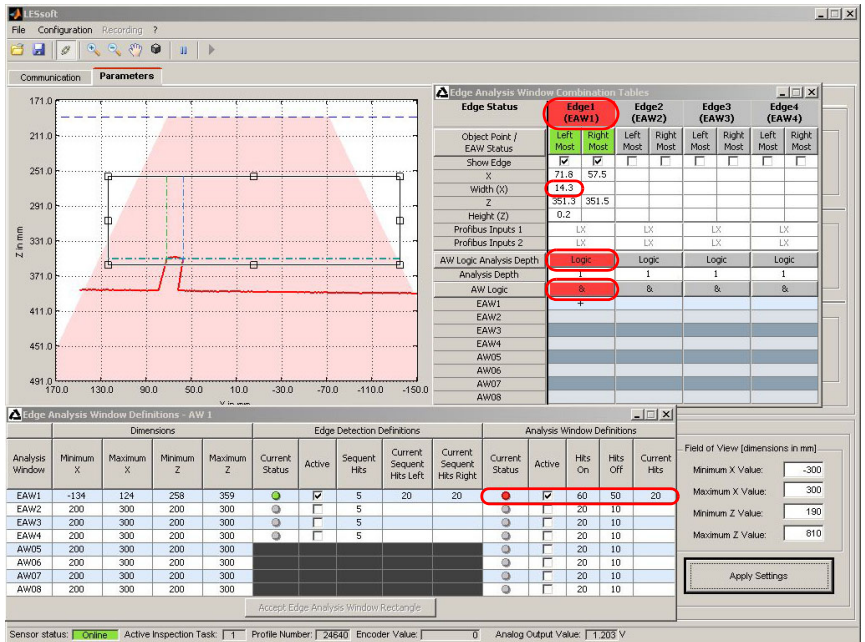 LESsoft
File Configuration Recording ?
Communication Parameters
171.0
211.0
251.0
291.0
331.0
371.0
411.0
451.0
491.0
Z in mm
170.0 130.0 90.0 50.0 10.0 -30.0 -70.0 -110.0 -150.0
Edge Analysis Window Combination Tables
Edge Status Edge1 (EAW1) Edge2 (EAW2) Edge3 (EAW3) Edge4 (EAW4)
Object Point / EAW Status Left Most Right Most Left Most Right Most Left Most Right Most Left Most Right Most
Show Edge
X 71.8 57.5
Width (X) 14.3
Z 351.3 351.5
Height (Z) 0.2
Profibus Inputs 1 LX LX LX LX
Profibus Inputs 2 LX LX LX LX
AW Logic Analysis Depth Logic Logic Logic Logic
Analysis Depth 1 1 1 1
AW Logic & & & &
EAW1 +
EAW2
EAW3
EAW4
AW05
AW06
AW07
AW08
Edge Analysis Window Definitions - AW 1
Dimensions Edge Detection Definitions Analysis Window Definitions
Analysis Window Minimum X Maximum X Minimum Z Maximum Z Current Status Active Sequent Hits Current Sequent Hits Left Current Sequent Hits Right Current Status Active Hits On Hits Off Current Hits
EAW1 -134 124 258 359 5 20 20 60 50 20
EAW2 200 300 200 300 5 20 10
EAW3 200 300 200 300 5 20 10
EAW4 200 300 200 300 5 20 10
AW05 200 300 200 300 20 10
AW06 200 300 200 300 20 10
AW07 200 300 200 300 20 10
AW08 200 300 200 300 20 10
Accept Edge Analysis Window Rectangle
Field of View [dimensions in mm]
Minimum X Value: -300
Maximum X Value: 300
Minimum Z Value: 190
Maximum Z Value: 810
Apply Settings
Sensor status: Online Active Inspection Task: 1 Profile Number: 24640 Encoder Value: 0 Analog Output Value: 1.203 V